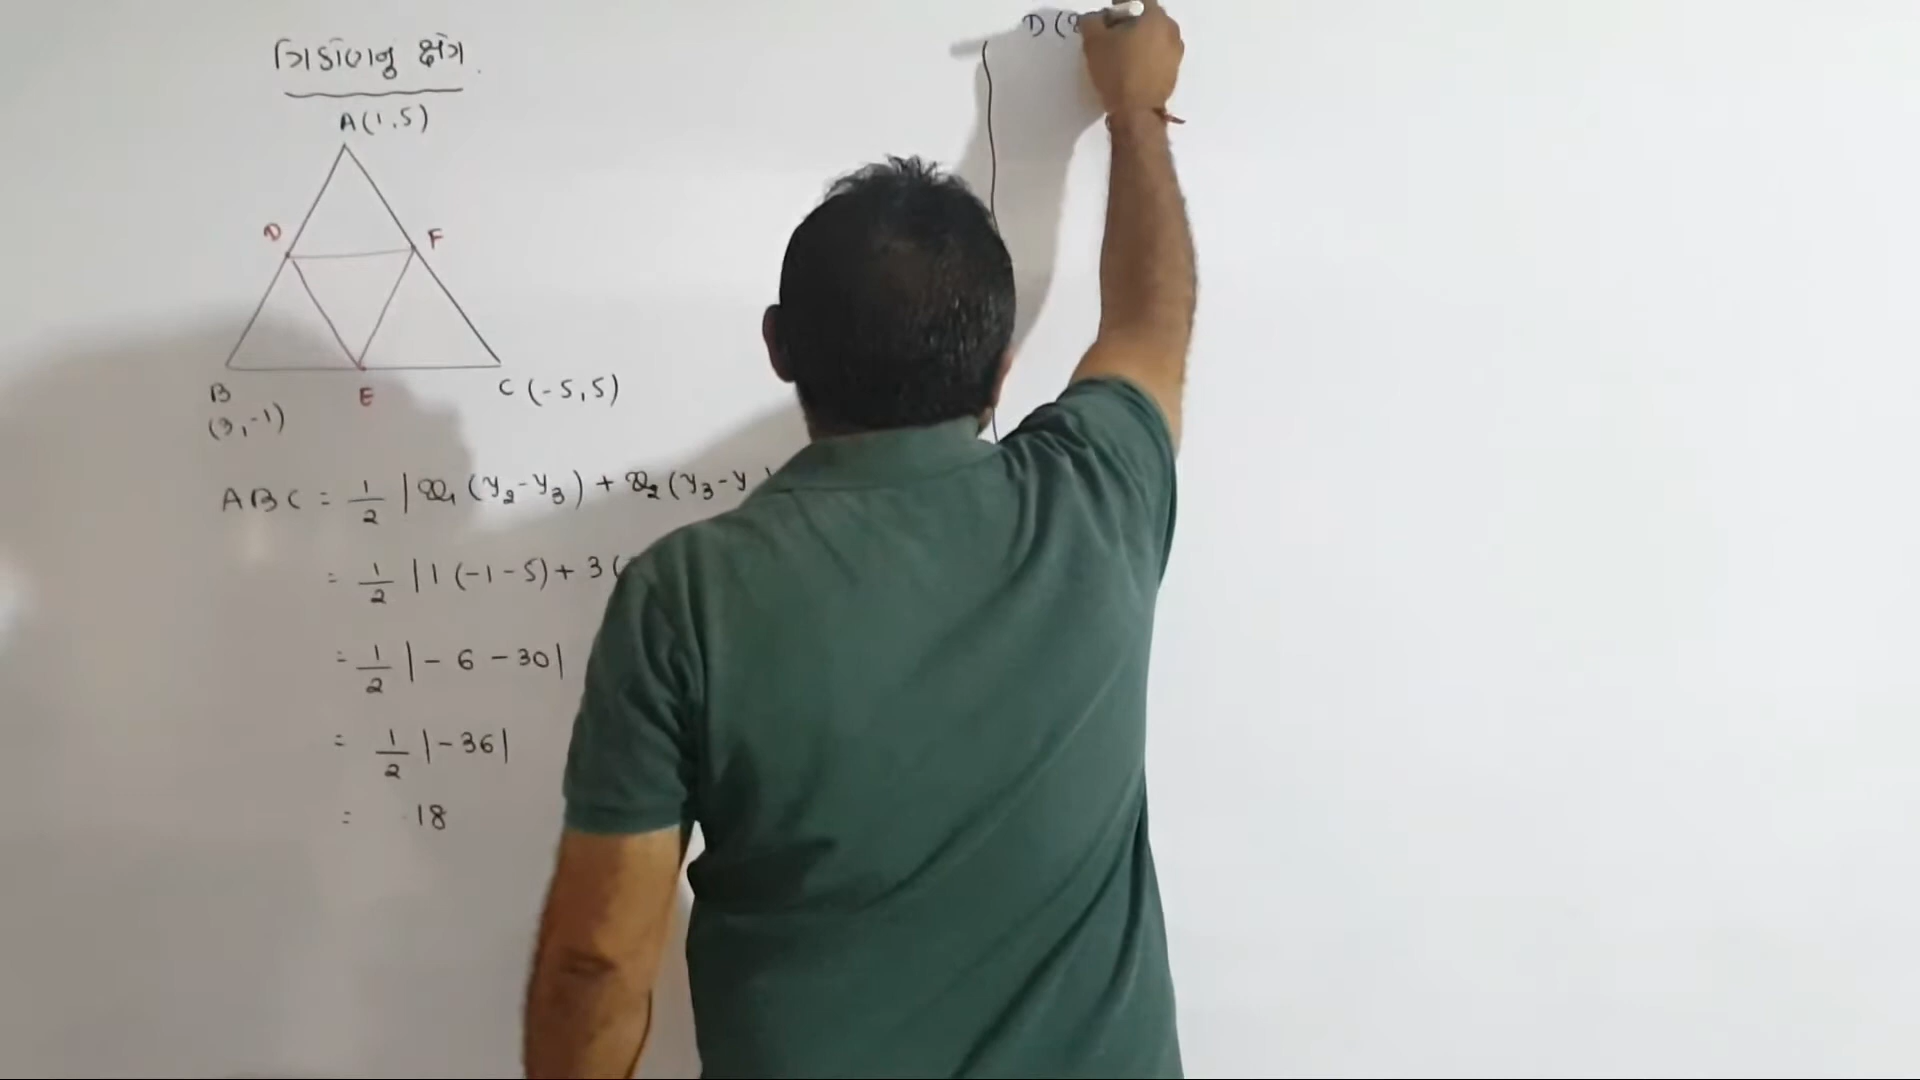 ત્રિકોણનું ક્ષેત્ર.
A(1,5)
D
F
B
(3,-1)
E
C (-5,5)
ABC = 1/2 | x₁ (y₂-y₃) + x₂ (y₃-y
= 1/2 | 1 (-1-5) + 3 (
= 1/2 |-6 -30|
= 1/2 |-36|
= 18
D (